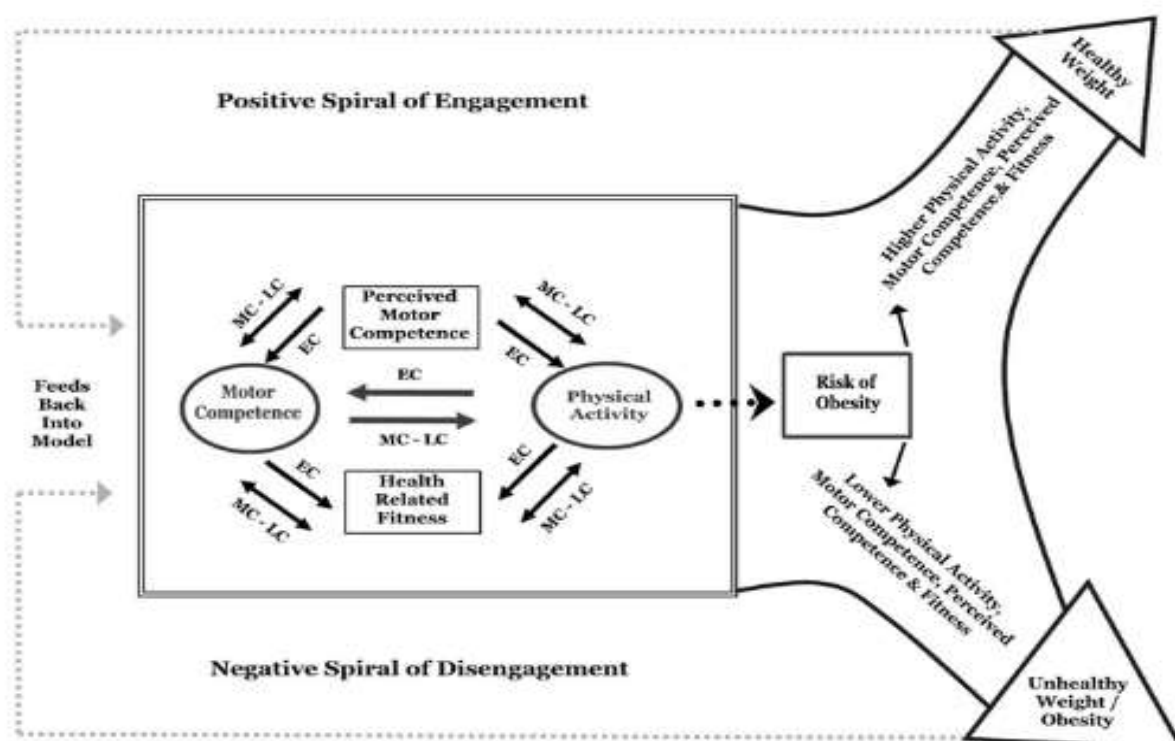 Healthy
Weight
Positive Spiral of Engagement
Higher Physical Activity,
Motor Competence, Perceived
Competence,& Fitness
MC - LC
EC
Perceived
Motor
Competence
MC - LC
EC
Feeds
Back
Into
Model
Motor
Competence
EC
MC - LC
Physical
Activity
Risk of
Obesity
EC
MC - LC
Health
Related
Fitness
EC
MC - LC
Lower Physical Activity,
Motor Competence, Perceived
Competence & Fitness
Negative Spiral of Disengagement
Unhealthy
Weight /
Obesity